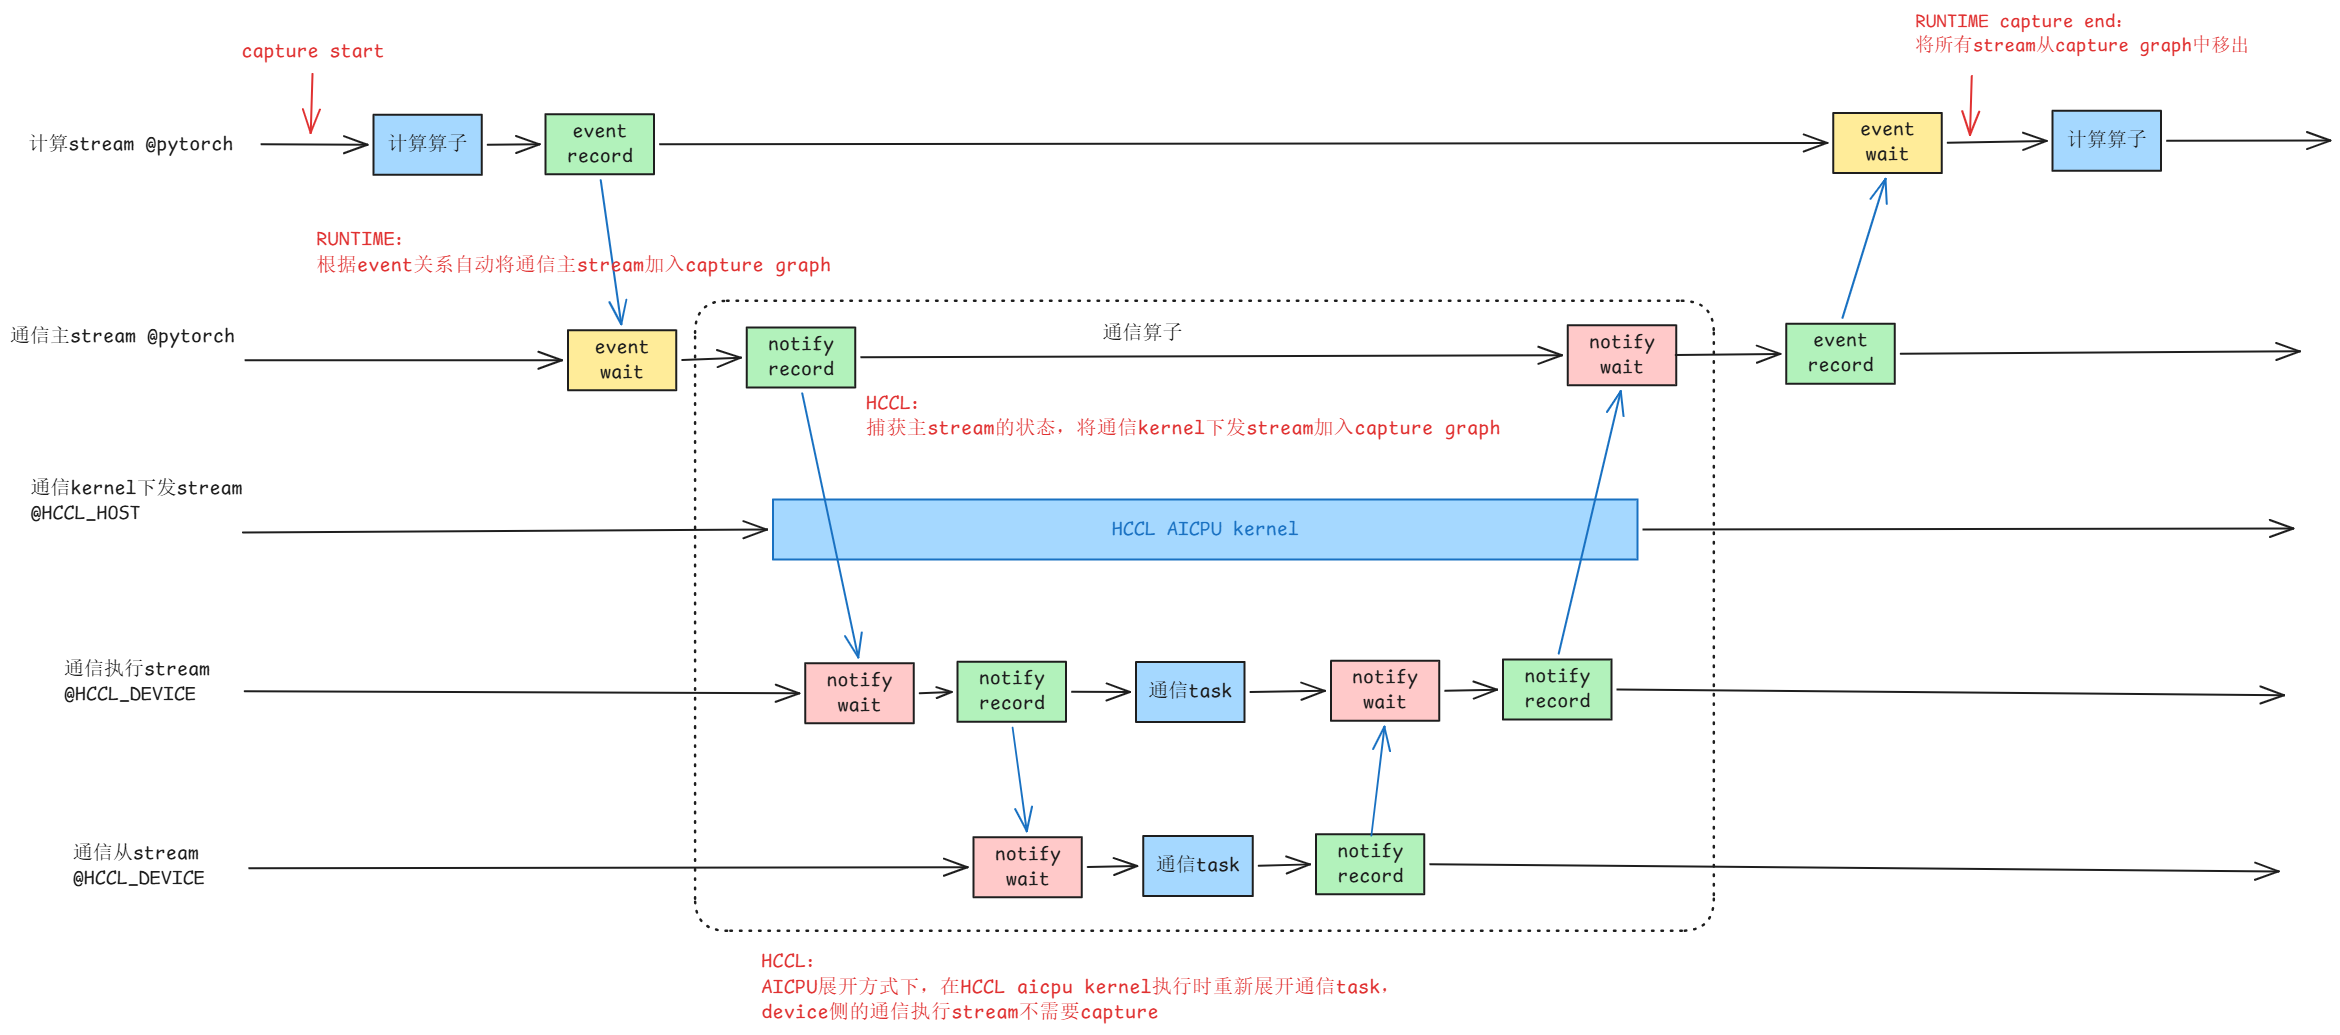 RUNTIME capture end:
将所有stream从capture graph中移出
capture start
计算stream @pytorch
计算算子
event
record
event
wait
计算算子
RUNTIME:
根据event关系自动将通信主stream加入capture graph
通信主stream @pytorch
event
wait
notify
record
通信算子
notify
wait
event
record
HCCL:
捕获主stream的状态，将通信kernel下发stream加入capture graph
通信kernel下发stream
@HCCL_HOST
HCCL AICPU kernel
通信执行stream
@HCCL_DEVICE
notify
wait
notify
record
通信task
notify
wait
notify
record
通信从stream
@HCCL_DEVICE
notify
wait
通信task
notify
record
HCCL:
AICPU展开方式下，在HCCL aicpu kernel执行时重新展开通信task，
device侧的通信执行stream不需要capture